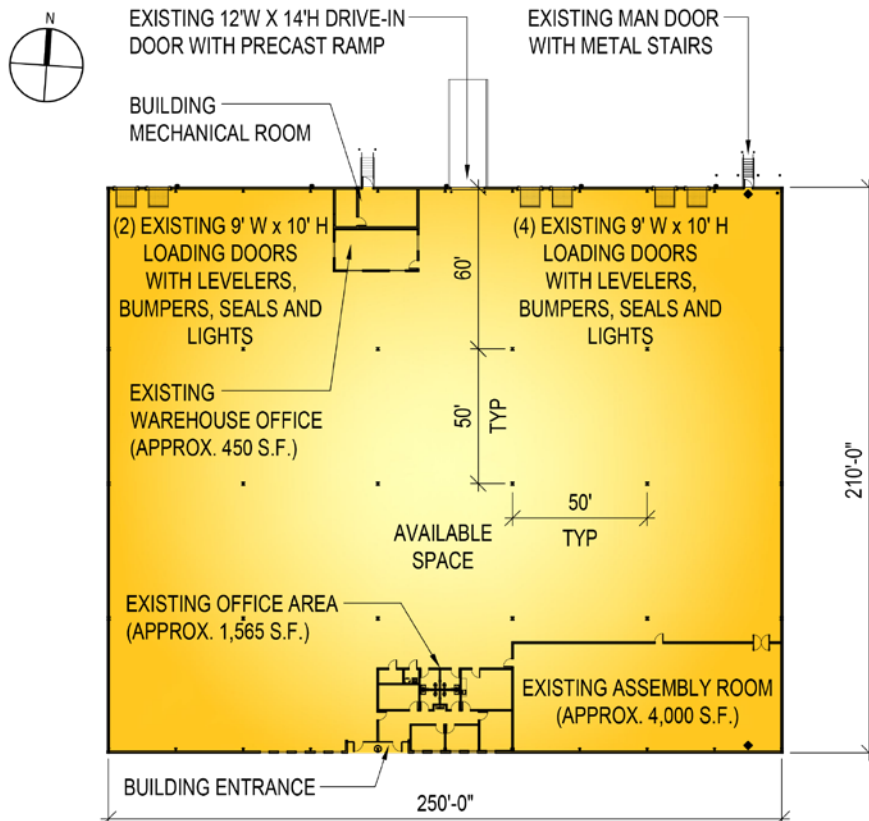 N
EXISTING 12'W X 14'H DRIVE-IN
DOOR WITH PRECAST RAMP
EXISTING MAN DOOR
WITH METAL STAIRS
BUILDING
MECHANICAL ROOM
(2) EXISTING 9' W x 10' H
LOADING DOORS
WITH LEVELERS,
BUMPERS, SEALS AND
LIGHTS
60'
(4) EXISTING 9' W x 10' H
LOADING DOORS
WITH LEVELERS,
BUMPERS, SEALS AND
LIGHTS
EXISTING
WAREHOUSE OFFICE
(APPROX. 450 S.F.)
50'
TYP
50'
TYP
210'-0"
AVAILABLE
SPACE
EXISTING OFFICE AREA
(APPROX. 1,565 S.F.)
EXISTING ASSEMBLY ROOM
(APPROX. 4,000 S.F.)
BUILDING ENTRANCE
250'-0"